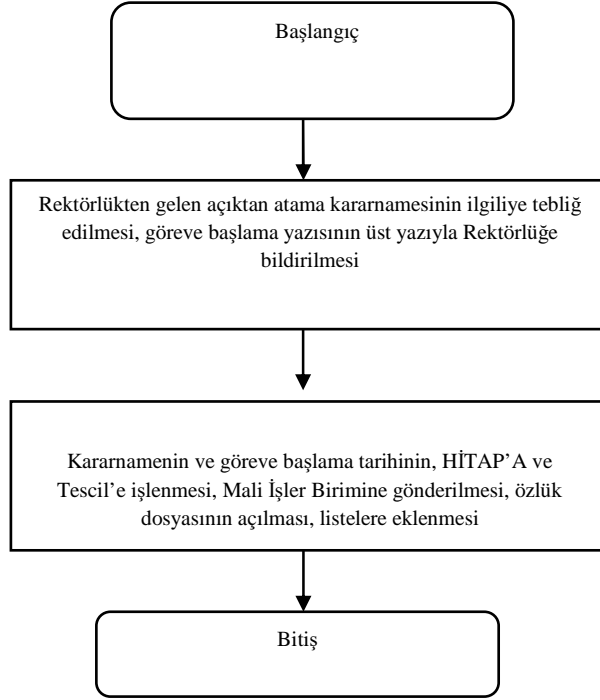 Başlangıç
Rektörlükten gelen açıktan atama kararnamesinin ilgiliye tebliğ
edilmesi, göreve başlama yazısının üst yazıyla Rektörlüğe
bildirilmesi
Kararnamenin ve göreve başlama tarihinin, HİTAP’A ve
Tescil’e işlenmesi, Mali İşler Birimine gönderilmesi, özlük
dosyasının açılması, listelere eklenmesi
Bitiş